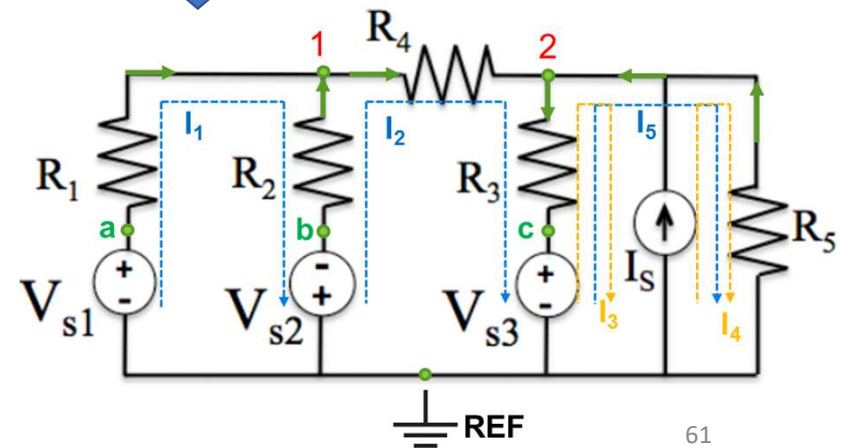 R4
1
2
I1
I2
I5
R1
R2
R3
R5
a
b
c
+
-
-
+
+
-
Vs1
Vs2
Vs3
IS
I3
I4
REF
61